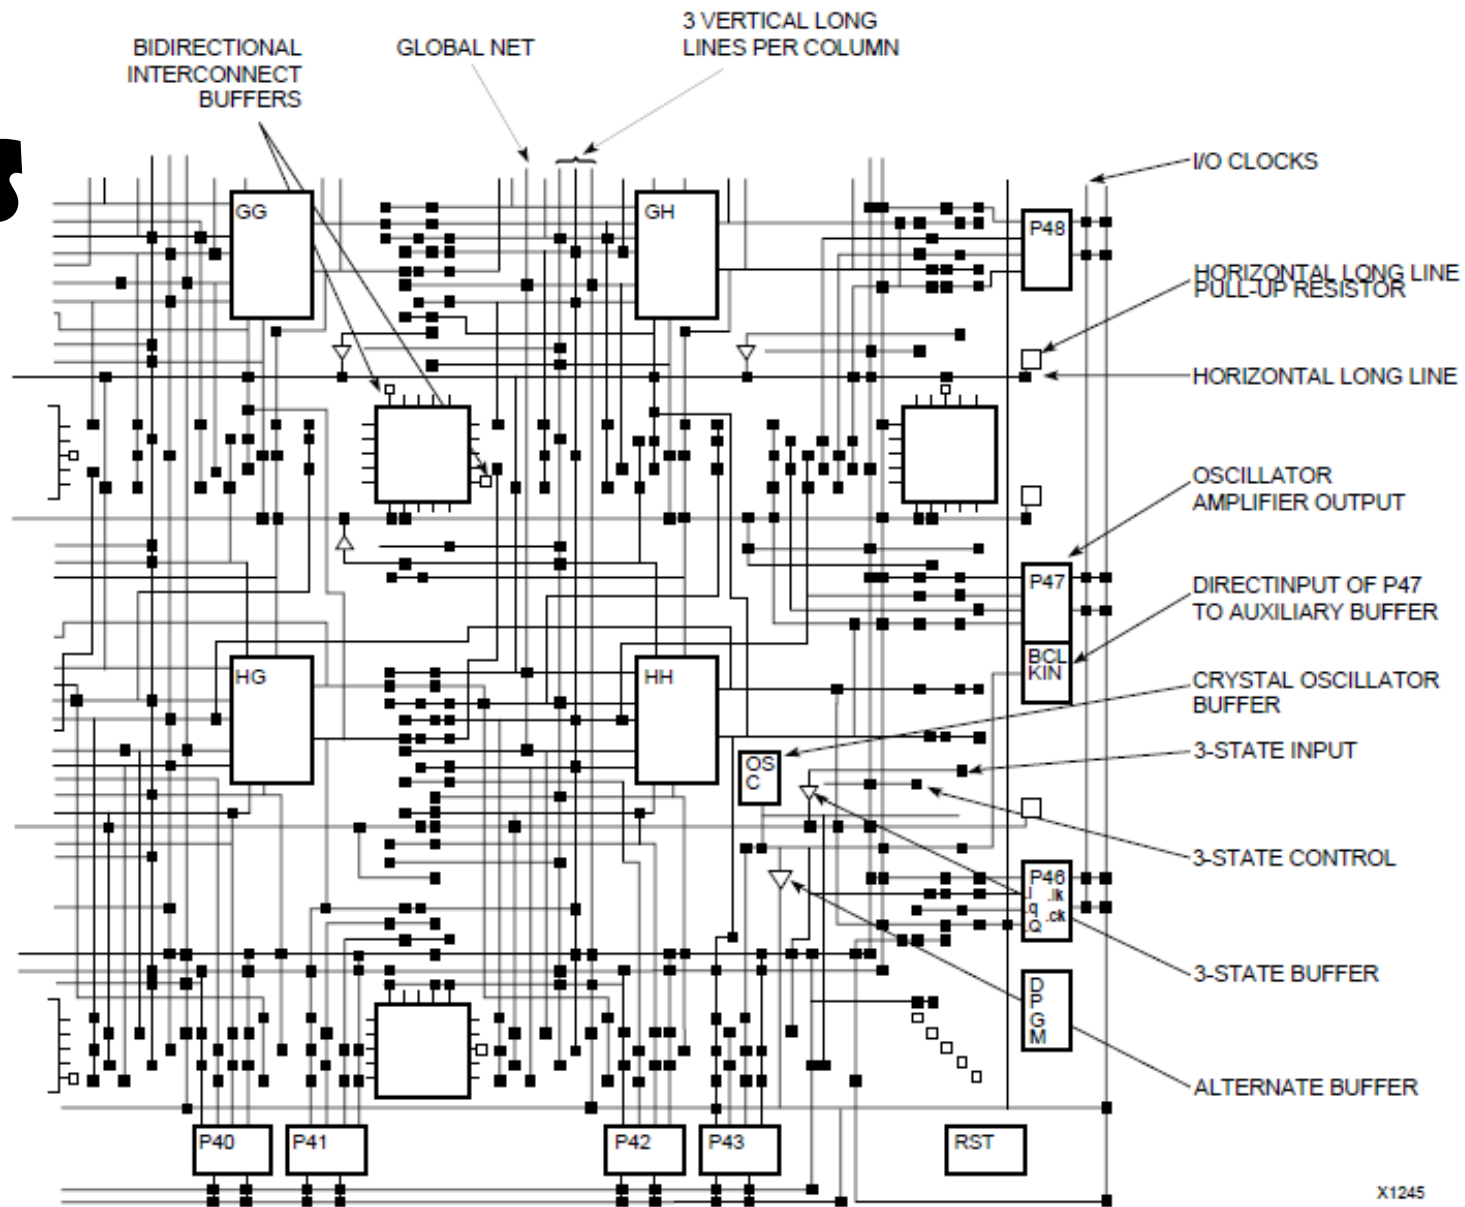 3 VERTICAL LONG
LINES PER COLUMN
BIDIRECTIONAL
INTERCONNECT
BUFFERS
GLOBAL NET
I/O CLOCKS
GG
GH
P48
HORIZONTAL LONG LINE
PULL-UP RESISTOR
HORIZONTAL LONG LINE
OSCILLATOR
AMPLIFIER OUTPUT
P47
DIRECTINPUT OF P47
TO AUXILIARY BUFFER
BCL
KIN
HG
HH
CRYSTAL OSCILLATOR
BUFFER
OS
C
3-STATE INPUT
3-STATE CONTROL
P46
.lk
.q
.ck
Q
3-STATE BUFFER
D
P
G
M
ALTERNATE BUFFER
P40
P41
P42
P43
RST
X1245